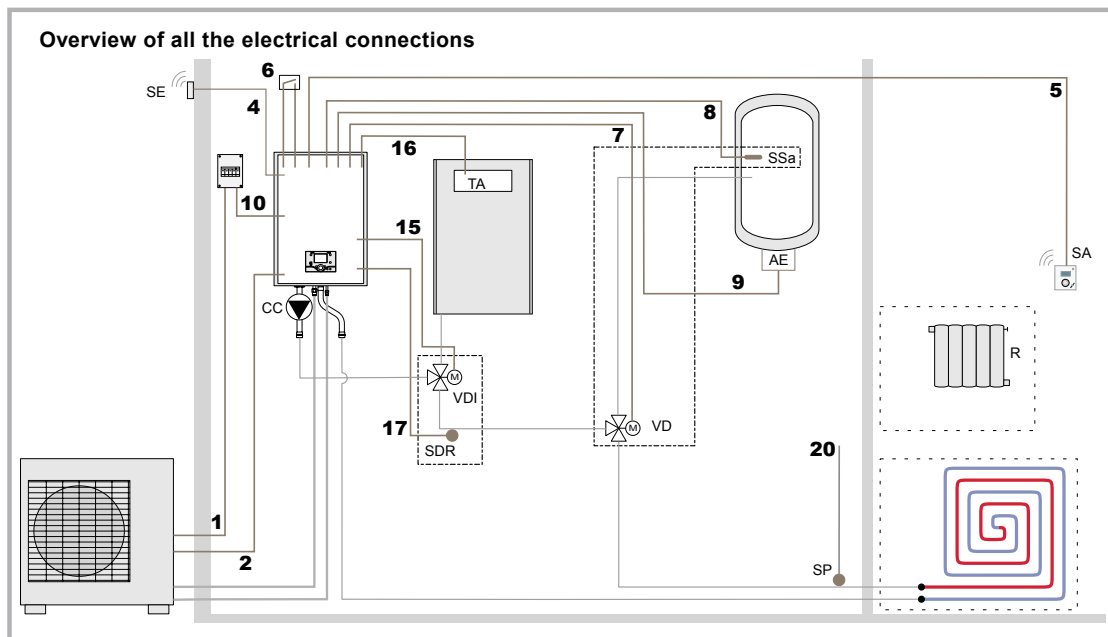 Overview of all the electrical connections
SE
6
4
5
8
7
16
SSa
TA
10
15
AE
SA
9
CC
R
VDI
17
VD
SDR
20
1
2
SP
M
M